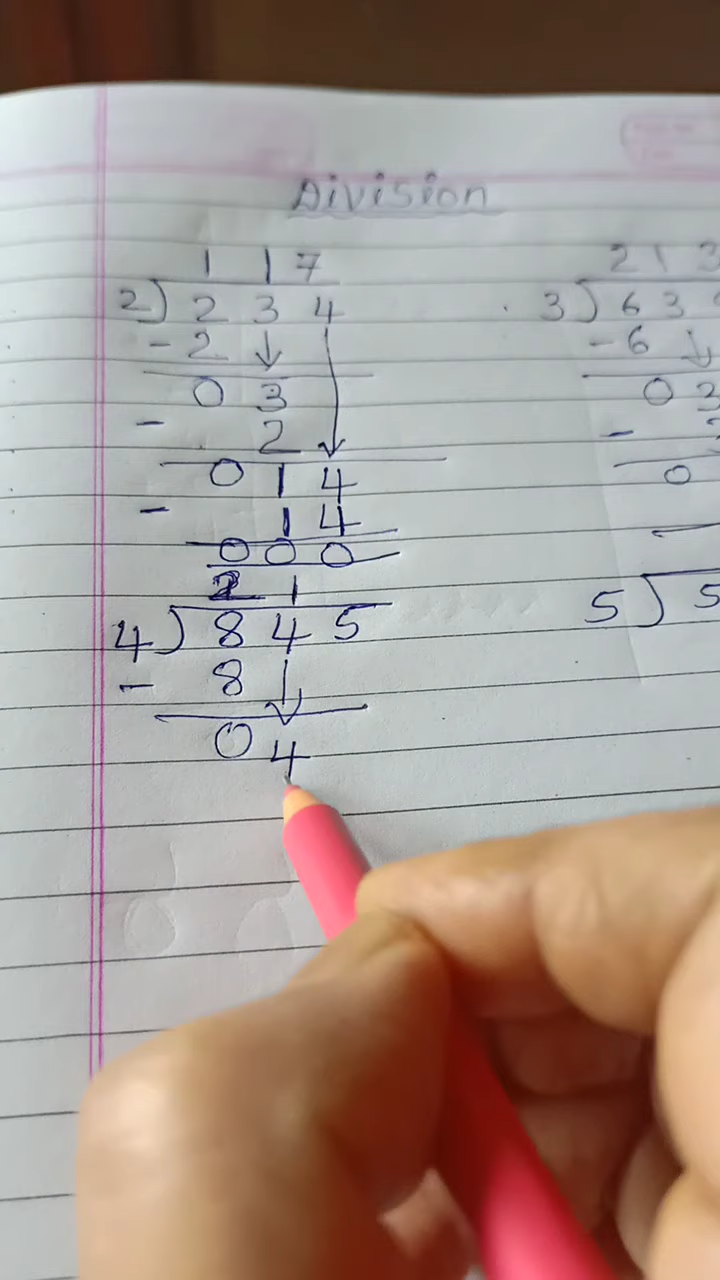 Division
1 1 7
2) 2 3 4
- 2 ↓
0 3
- 2 ↓
0 1 4
- 1 4
0 0 0
2 1
4) 8 4 5
- 8 ↓
0 4
2 1 3
3) 6 3
- 6 ↓
0 3
-
0
5) 5